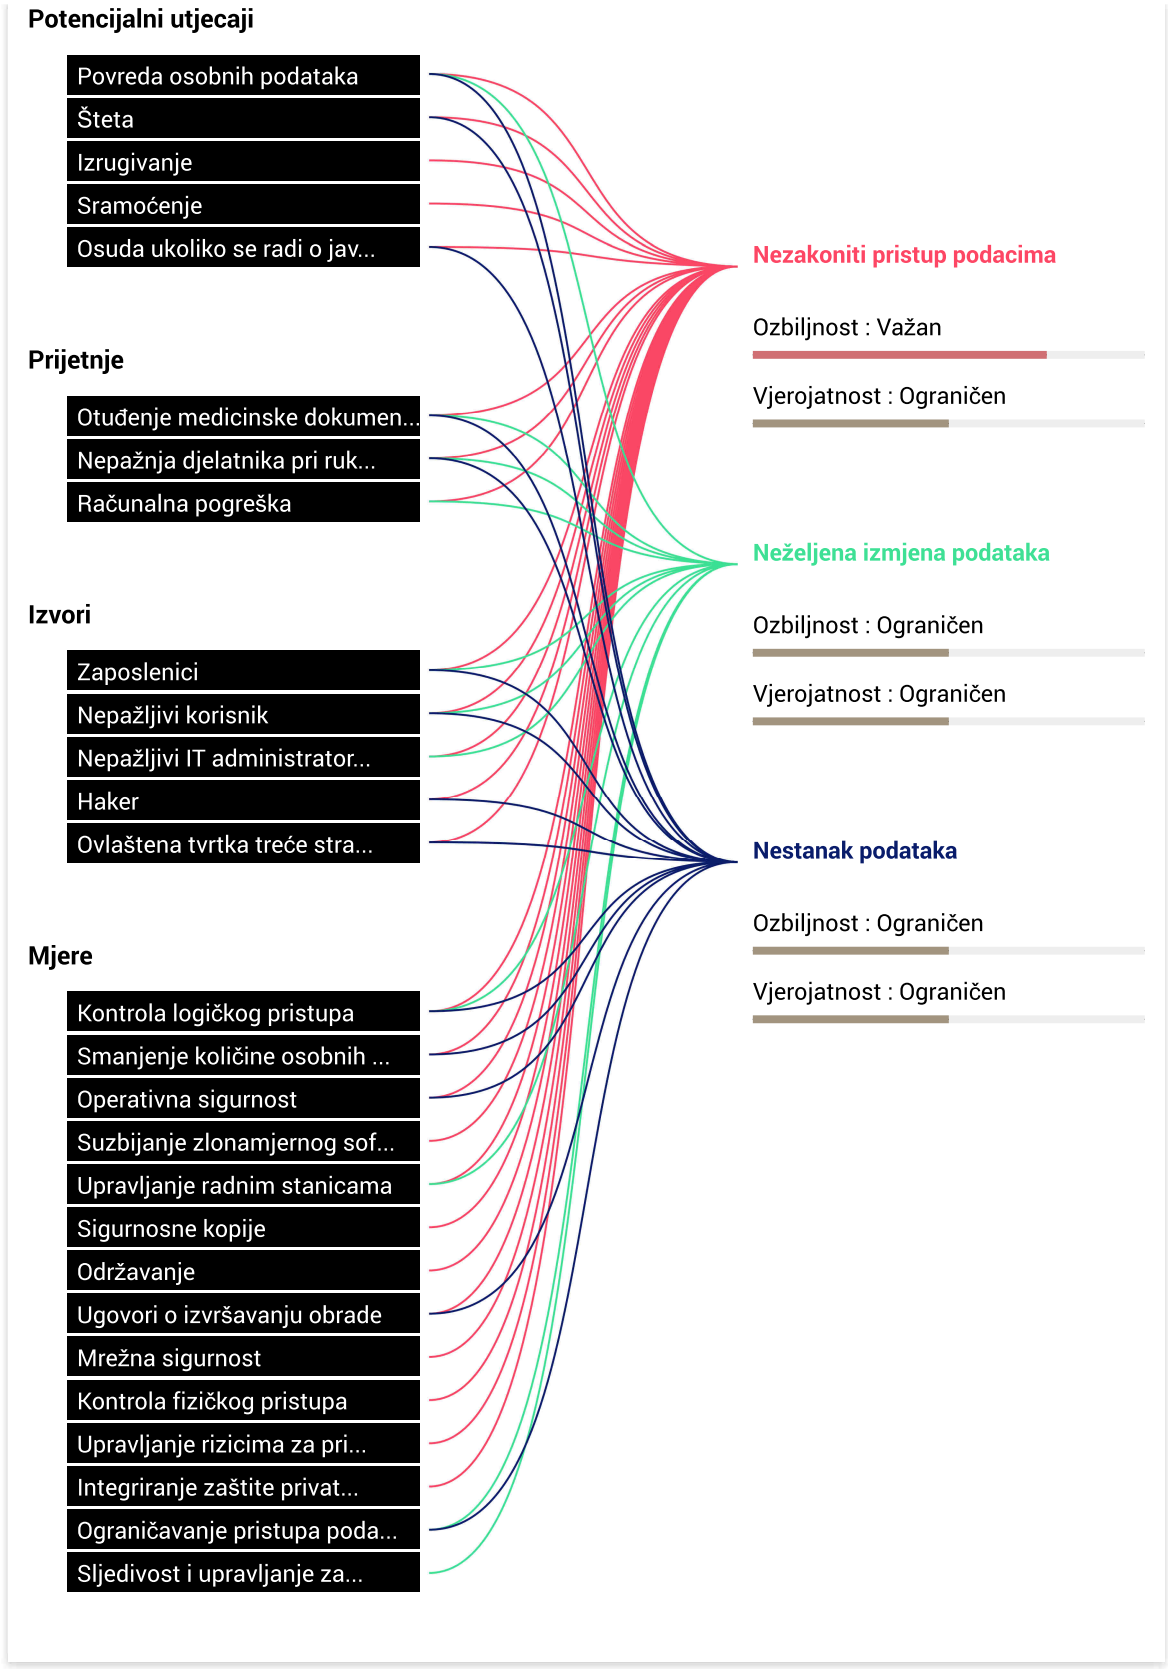 Potencijalni utjecaji
Povreda osobnih podataka
Šteta
Izrugivanje
Sramoćenje
Osuda ukoliko se radi o jav...
Prijetnje
Otuđenje medicinske dokumen...
Nepažnja djelatnika pri ruk...
Računalna pogreška
Izvori
Zaposlenici
Nepažljivi korisnik
Nepažljivi IT administrator...
Haker
Ovlaštena tvrtka treće stra...
Mjere
Kontrola logičkog pristupa
Smanjenje količine osobnih ...
Operativna sigurnost
Suzbijanje zlonamjernog sof...
Upravljanje radnim stanicama
Sigurnosne kopije
Održavanje
Ugovori o izvršavanju obrade
Mrežna sigurnost
Kontrola fizičkog pristupa
Upravljanje rizicima za pri...
Integriranje zaštite privat...
Ograničavanje pristupa poda...
Sljedivost i upravljanje za...
Nezakoniti pristup podacima
Ozbiljnost : Važan
Vjerojatnost : Ograničen
Neželjena izmjena podataka
Ozbiljnost : Ograničen
Vjerojatnost : Ograničen
Nestanak podataka
Ozbiljnost : Ograničen
Vjerojatnost : Ograničen